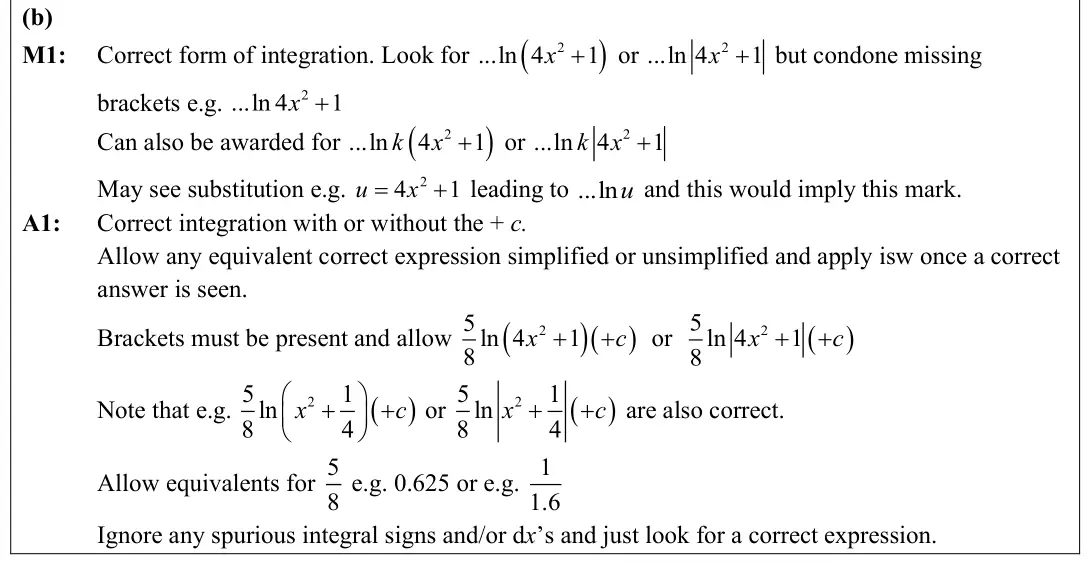 (b)
M1: Correct form of integration. Look for ...ln(4x² + 1) or ...ln|4x² + 1| but condone missing
brackets e.g. ...ln 4x² + 1
Can also be awarded for ...ln k(4x² + 1) or ...ln k|4x² + 1|
May see substitution e.g. u = 4x² + 1 leading to ...ln u and this would imply this mark.
A1: Correct integration with or without the + c.
Allow any equivalent correct expression simplified or unsimplified and apply isw once a correct
answer is seen.
Brackets must be present and allow 5/8 ln(4x² + 1)(+c) or 5/8 ln|4x² + 1|(+c)
Note that e.g. 5/8 ln(x² + 1/4)(+c) or 5/8 ln|x² + 1/4|(+c) are also correct.
Allow equivalents for 5/8 e.g. 0.625 or e.g. 1/1.6
Ignore any spurious integral signs and/or dx’s and just look for a correct expression.